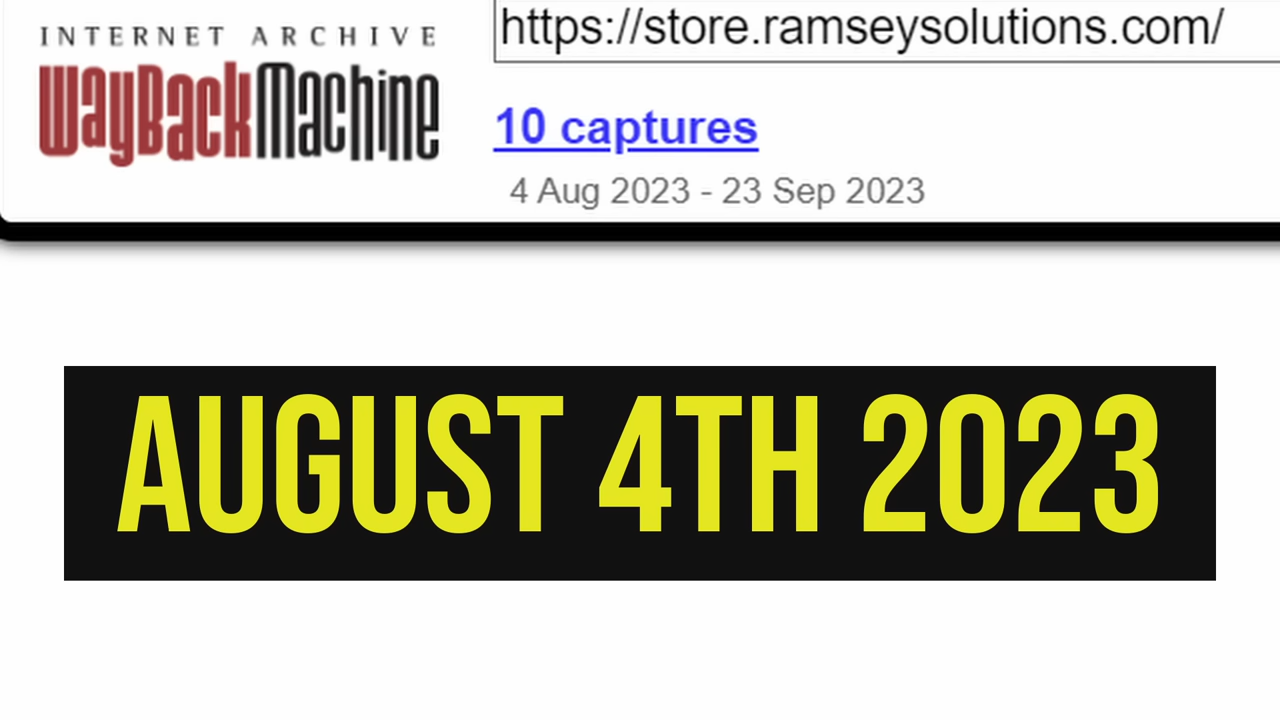 INTERNET ARCHIVE
WayBackMachine
https://store.ramseysolutions.com/
10 captures
4 Aug 2023 - 23 Sep 2023
AUGUST 4TH 2023